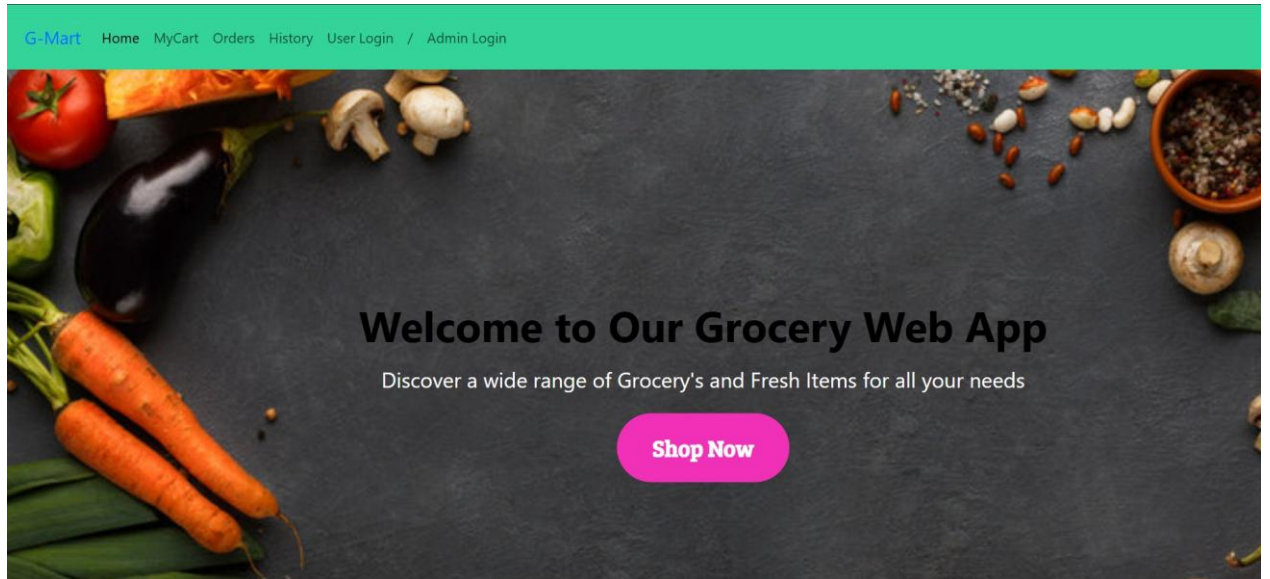 G-Mart Home MyCart Orders History User Login / Admin Login
Welcome to Our Grocery Web App
Discover a wide range of Grocery's and Fresh Items for all your needs
Shop Now